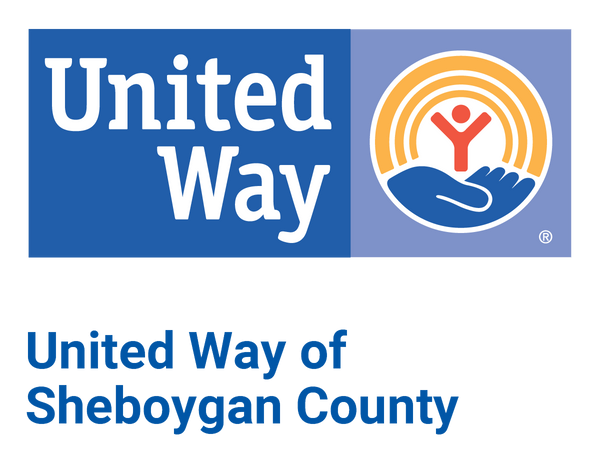 United
Way
®
United Way of
Sheboygan County